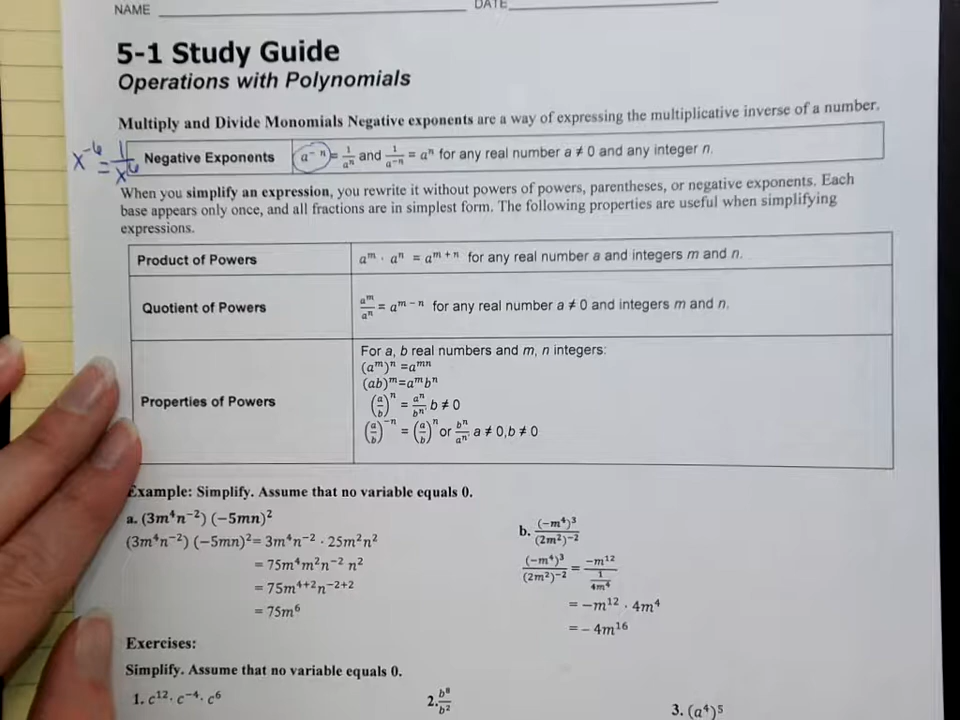 NAME DATE
5-1 Study Guide
Operations with Polynomials
Multiply and Divide Monomials Negative exponents are a way of expressing the multiplicative inverse of a number.
x⁻⁶ = 1/x⁶
Negative Exponents a⁻ⁿ = 1/aⁿ and 1/a⁻ⁿ = aⁿ for any real number a ≠ 0 and any integer n.
When you simplify an expression, you rewrite it without powers of powers, parentheses, or negative exponents. Each
base appears only once, and all fractions are in simplest form. The following properties are useful when simplifying
expressions.
Product of Powers aᵐ · aⁿ = aᵐ⁺ⁿ for any real number a and integers m and n.
Quotient of Powers aᵐ/aⁿ = aᵐ⁻ⁿ for any real number a ≠ 0 and integers m and n.
Properties of Powers
For a, b real numbers and m, n integers:
(aᵐ)ⁿ =aᵐⁿ
(ab)ᵐ=aᵐbⁿ
(a/b)ⁿ = aⁿ/bⁿ b ≠ 0
(a/b)⁻ⁿ = (a/b)ⁿ or bⁿ/aⁿ a ≠ 0,b ≠ 0
Example: Simplify. Assume that no variable equals 0.
a. (3m⁴n⁻²) (−5mn)²
(3m⁴n⁻²) (−5mn)²= 3m⁴n⁻² · 25m²n²
= 75m⁴m²n⁻² n²
= 75m⁴⁺²n⁻²⁺²
= 75m⁶
b. (−m⁴)³/(2m²)⁻²
(−m⁴)³/(2m²)⁻² = −m¹²/(1/4m⁴)
= −m¹² · 4m⁴
= − 4m¹⁶
Exercises:
Simplify. Assume that no variable equals 0.
1. c¹²· c⁻⁴· c⁶ 2. b⁸/b² 3. (a⁴)⁵